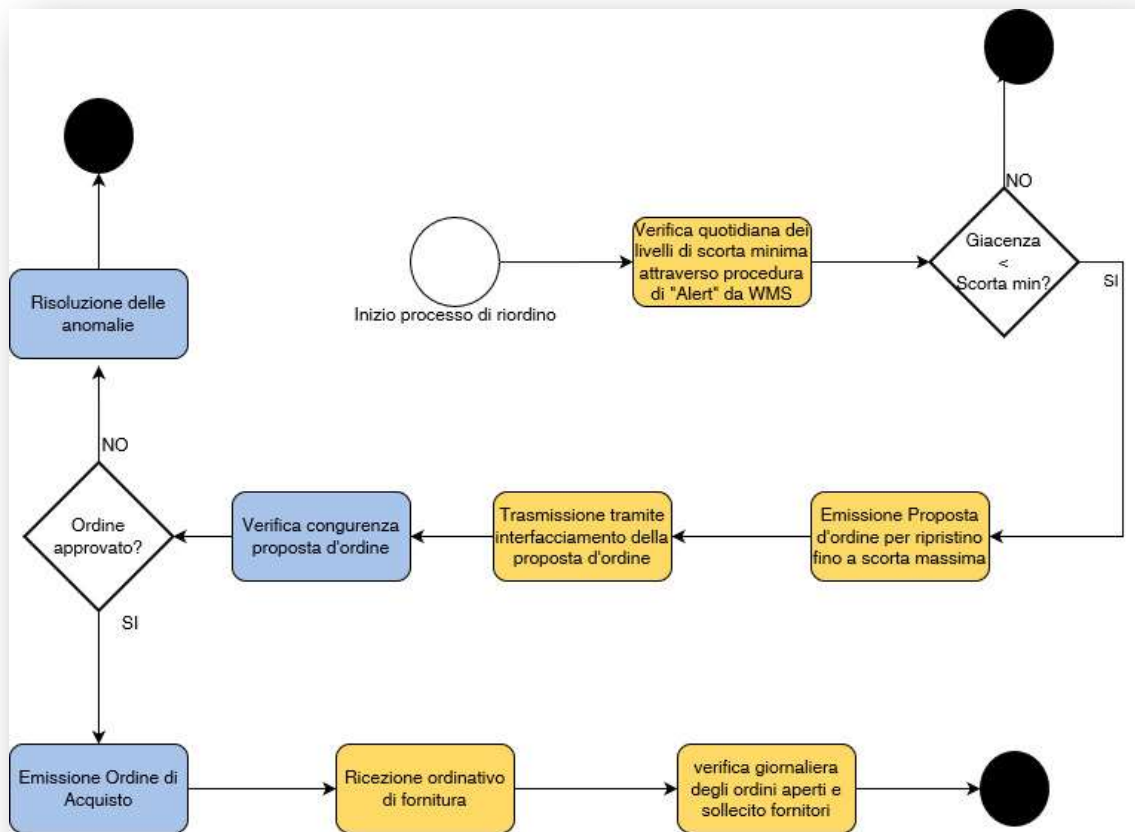 Inizio processo di riordino
Verifica quotidiana dei
livelli di scorta minima
attraverso procedura
di "Alert" da WMS
Giacenza
<
Scorta min?
NO
SI
Emissione Proposta
d'ordine per ripristino
fino a scorta massima
Trasmissione tramite
interfacciamento della
proposta d'ordine
Verifica congurenza
proposta d'ordine
Ordine
approvato?
NO
Risoluzione delle
anomalie
SI
Emissione Ordine di
Acquisto
Ricezione ordinativo
di fornitura
verifica giornaliera
degli ordini aperti e
sollecito fornitori